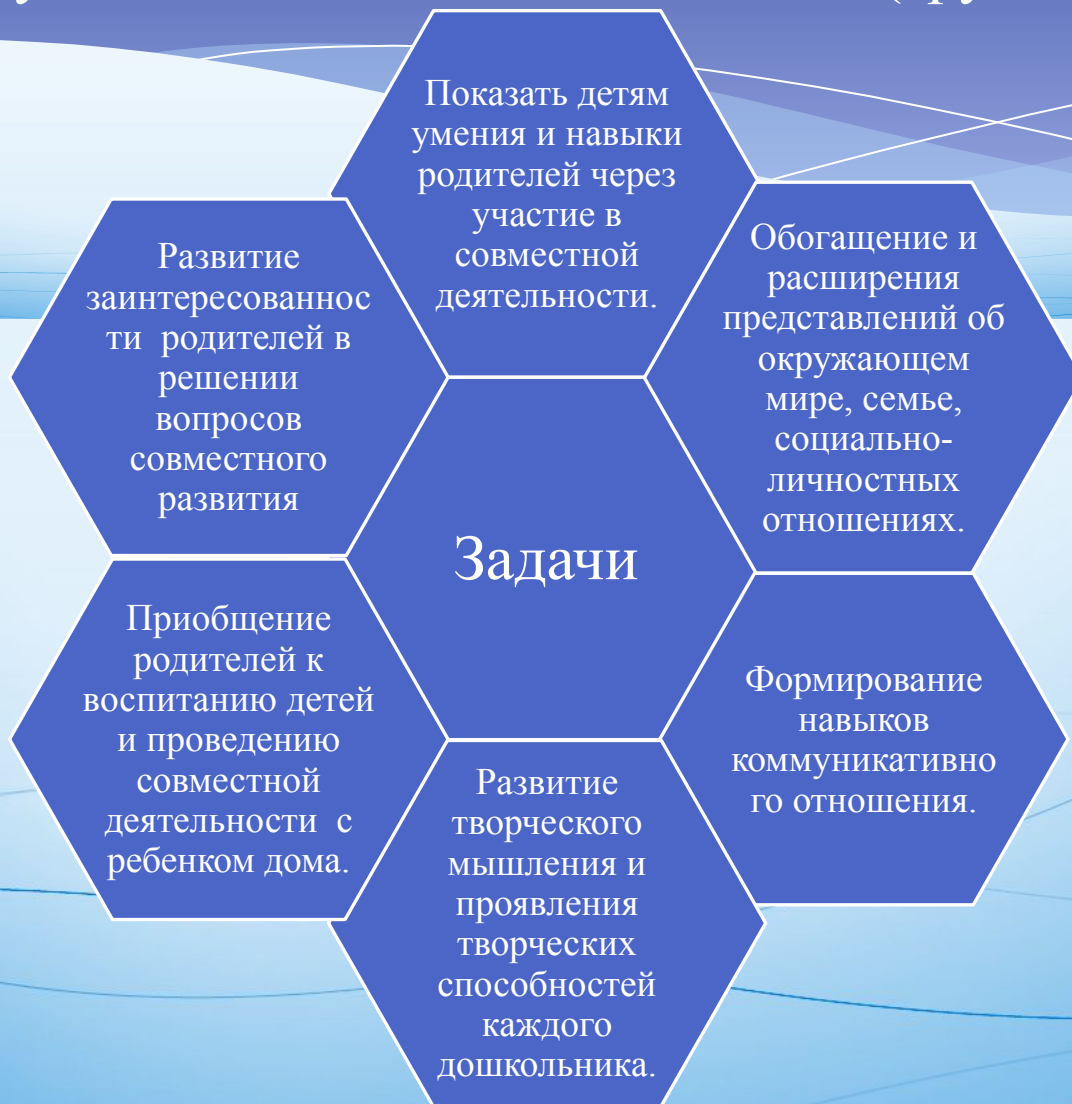 Показать детям
умения и навыки
родителей через
участие в
совместной
деятельности.
Обогащение и
расширения
представлений об
окружающем
мире, семье,
социально-
личностных
отношениях.
Формирование
навыков
коммуникативно
го отношения.
Развитие
творческого
мышления и
проявления
творческих
способностей
каждого
дошкольника.
Приобщение
родителей к
воспитанию детей
и проведению
совместной
деятельности с
ребенком дома.
Развитие
заинтересованнос
ти родителей в
решении
вопросов
совместного
развития
Задачи